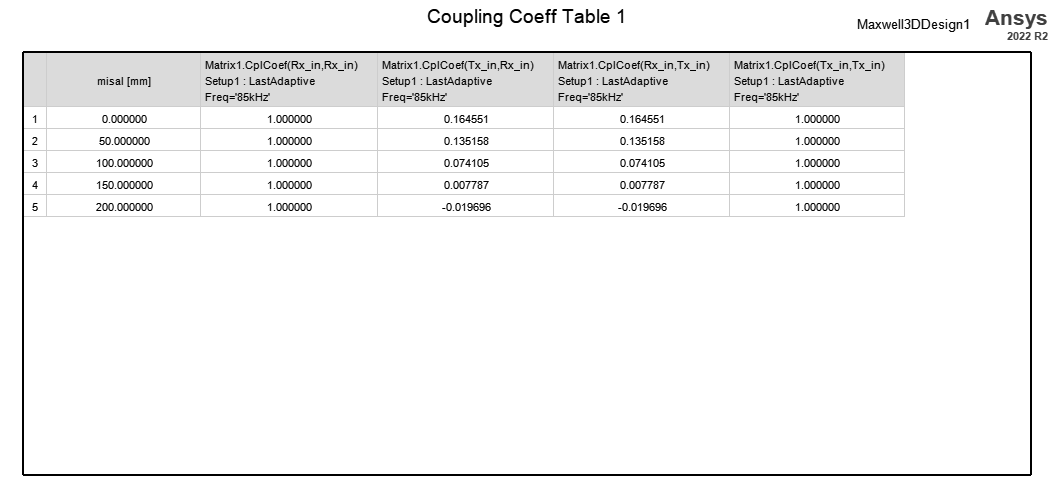 Coupling Coeff Table 1
Maxwell3DDesign1
Ansys
2022 R2
misal [mm] Matrix1.CplCoef(Rx_in,Rx_in) Setup1 : LastAdaptive Freq='85kHz' Matrix1.CplCoef(Tx_in,Rx_in) Setup1 : LastAdaptive Freq='85kHz' Matrix1.CplCoef(Rx_in,Tx_in) Setup1 : LastAdaptive Freq='85kHz' Matrix1.CplCoef(Tx_in,Tx_in) Setup1 : LastAdaptive Freq='85kHz'
1 0.000000 1.000000 0.164551 0.164551 1.000000
2 50.000000 1.000000 0.135158 0.135158 1.000000
3 100.000000 1.000000 0.074105 0.074105 1.000000
4 150.000000 1.000000 0.007787 0.007787 1.000000
5 200.000000 1.000000 -0.019696 -0.019696 1.000000